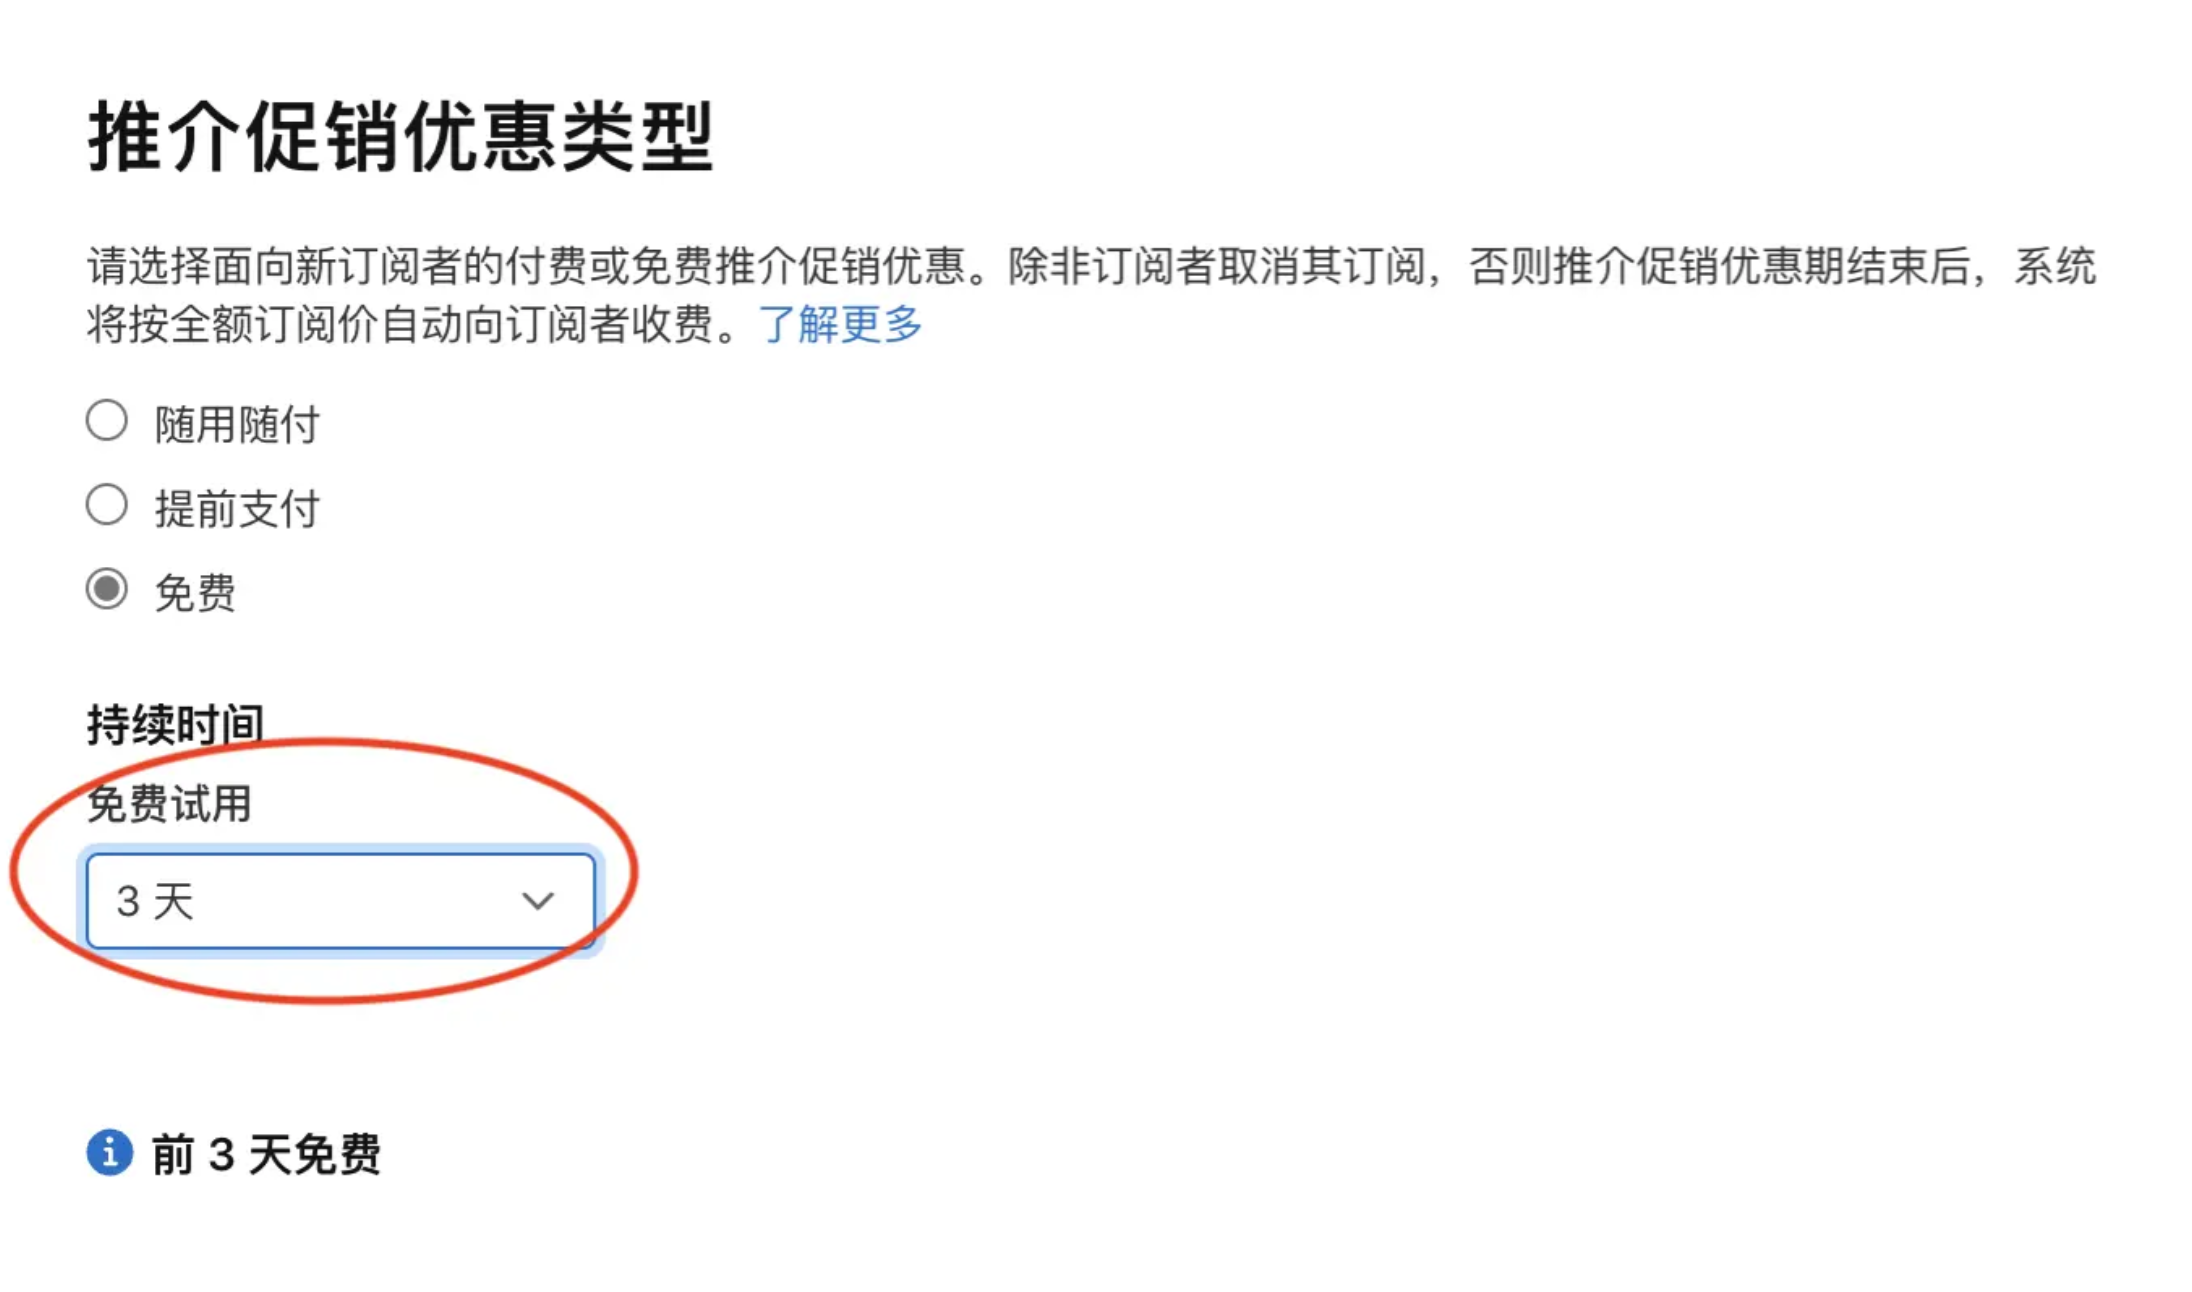 推介促销优惠类型
请选择面向新订阅者的付费或免费推介促销优惠。除非订阅者取消其订阅，否则推介促销优惠期结束后，系统
将按全额订阅价自动向订阅者收费。了解更多
随用随付
提前支付
免费
持续时间
免费试用
3 天
前 3 天免费